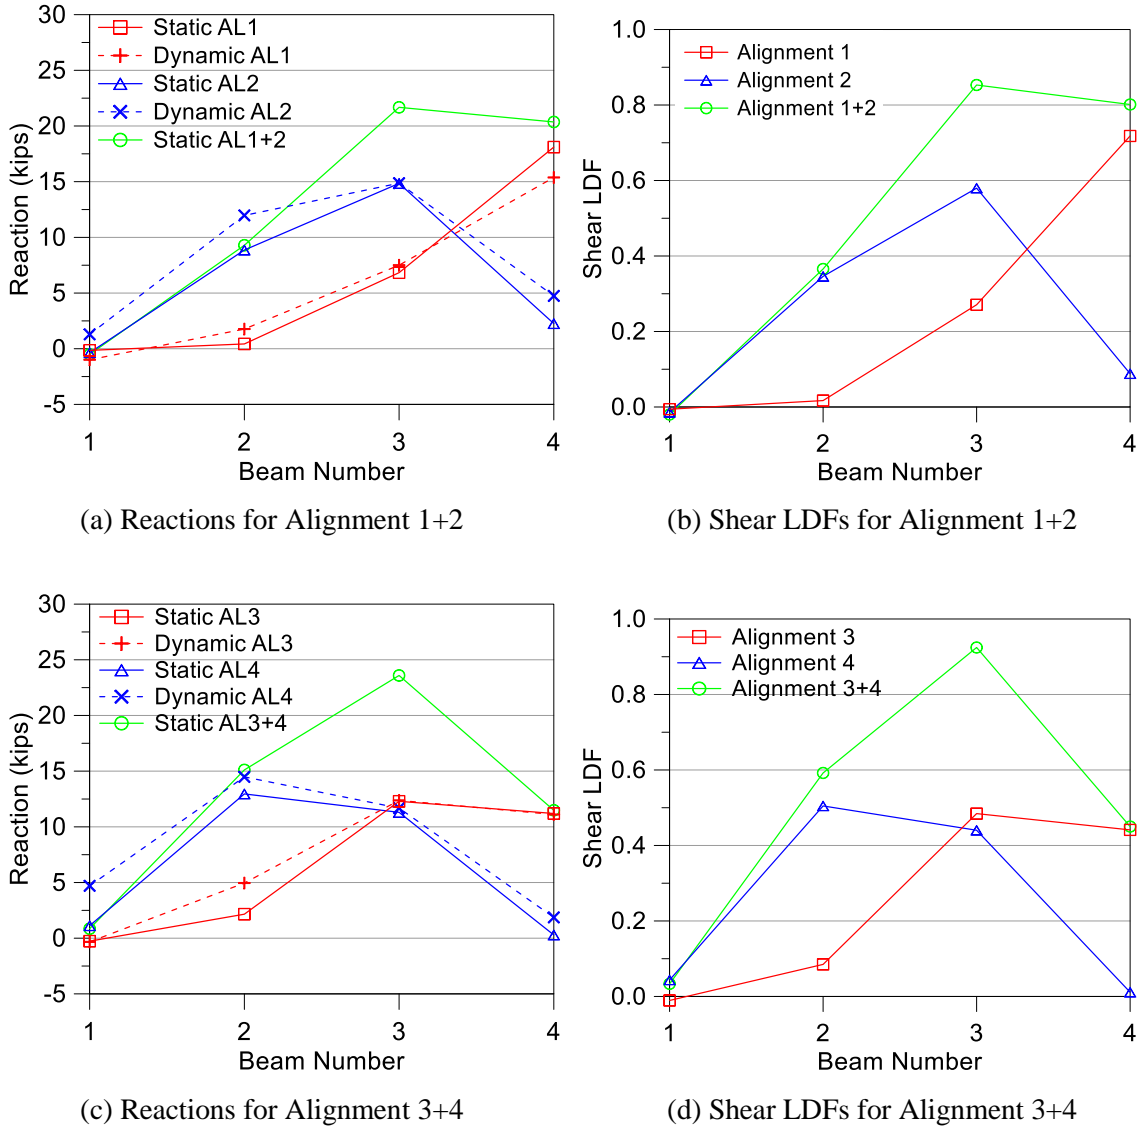 30
25
20
15
10
5
0
-5
Reaction (kips)
Static AL1
Dynamic AL1
Static AL2
Dynamic AL2
Static AL1+2
1 2 3 4
Beam Number
(a) Reactions for Alignment 1+2
1.0
0.8
0.6
0.4
0.2
0.0
Shear LDF
Alignment 1
Alignment 2
Alignment 1+2
1 2 3 4
Beam Number
(b) Shear LDFs for Alignment 1+2
30
25
20
15
10
5
0
-5
Reaction (kips)
Static AL3
Dynamic AL3
Static AL4
Dynamic AL4
Static AL3+4
1 2 3 4
Beam Number
(c) Reactions for Alignment 3+4
1.0
0.8
0.6
0.4
0.2
0.0
Shear LDF
Alignment 3
Alignment 4
Alignment 3+4
1 2 3 4
Beam Number
(d) Shear LDFs for Alignment 3+4